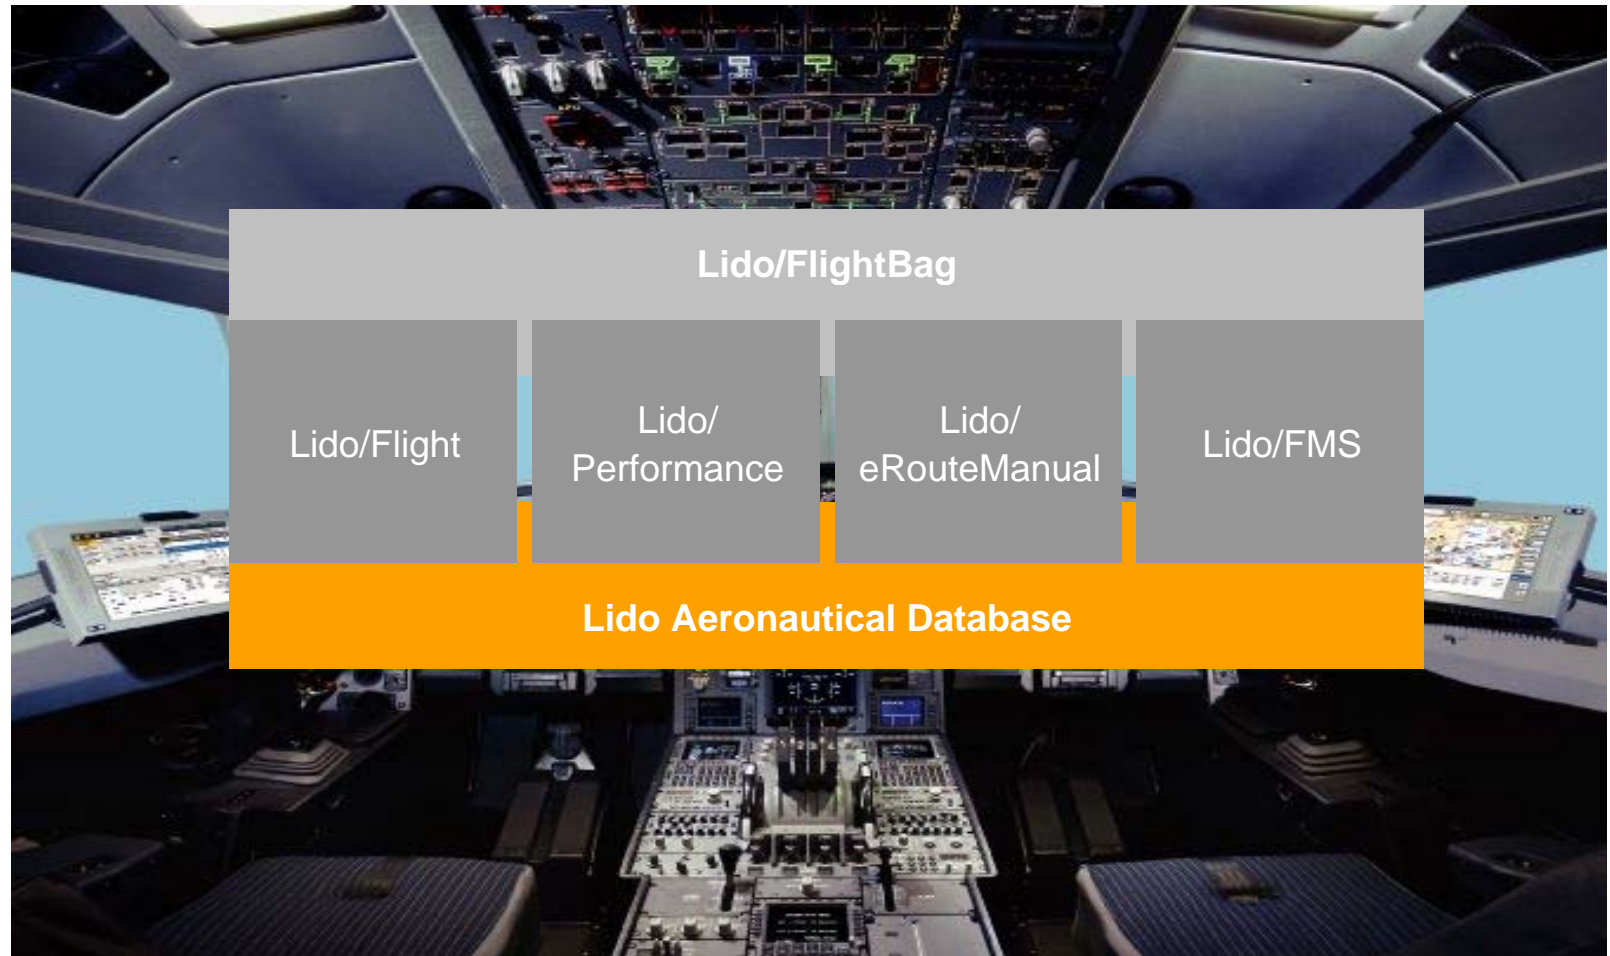 Lido/FlightBag
Lido/Flight
Lido/
Performance
Lido/
eRouteManual
Lido/FMS
Lido Aeronautical Database